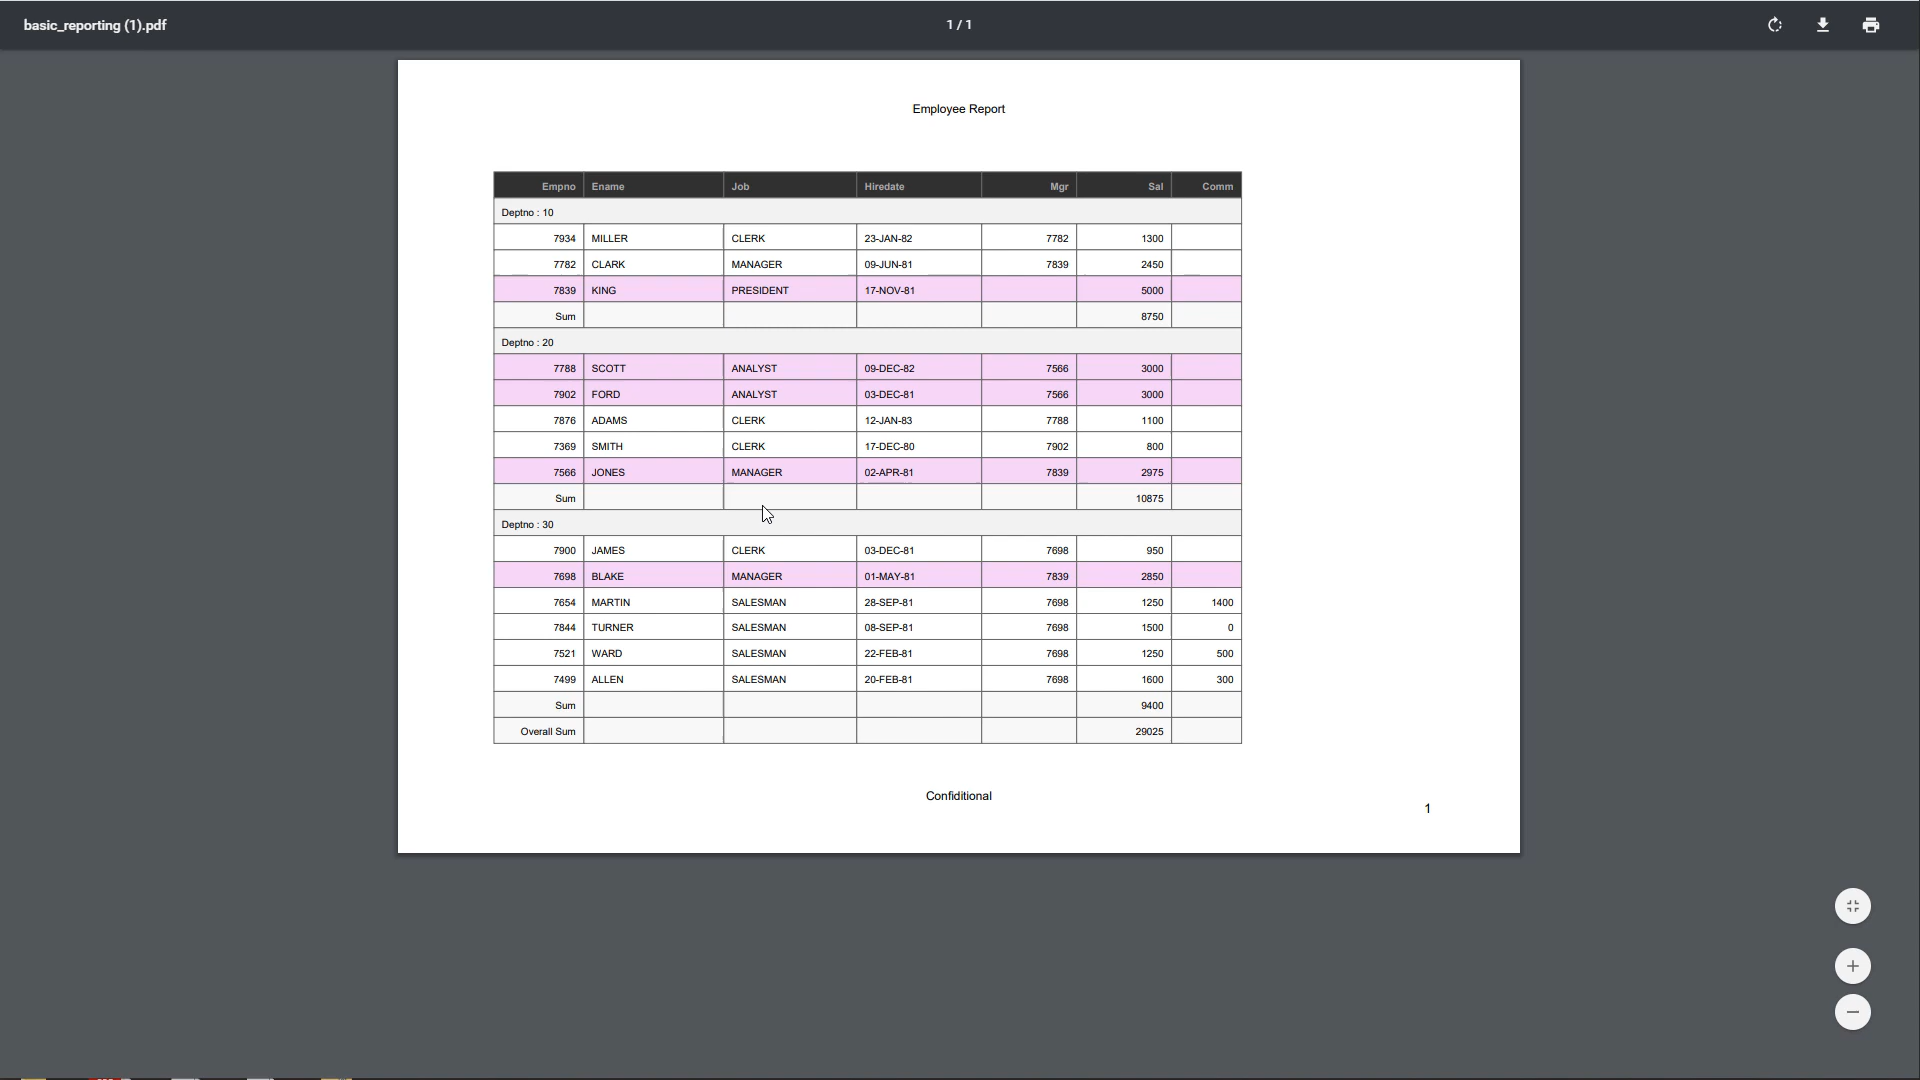 basic_reporting (1).pdf
1 / 1
Employee Report
Empno Ename Job Hiredate Mgr Sal Comm
Deptno : 10
7934 MILLER CLERK 23-JAN-82 7782 1300
7782 CLARK MANAGER 09-JUN-81 7839 2450
7839 KING PRESIDENT 17-NOV-81 5000
Sum 8750
Deptno : 20
7788 SCOTT ANALYST 09-DEC-82 7566 3000
7902 FORD ANALYST 03-DEC-81 7566 3000
7876 ADAMS CLERK 12-JAN-83 7788 1100
7369 SMITH CLERK 17-DEC-80 7902 800
7566 JONES MANAGER 02-APR-81 7839 2975
Sum 10875
Deptno : 30
7900 JAMES CLERK 03-DEC-81 7698 950
7698 BLAKE MANAGER 01-MAY-81 7839 2850
7654 MARTIN SALESMAN 28-SEP-81 7698 1250 1400
7844 TURNER SALESMAN 08-SEP-81 7698 1500 0
7521 WARD SALESMAN 22-FEB-81 7698 1250 500
7499 ALLEN SALESMAN 20-FEB-81 7698 1600 300
Sum 9400
Overall Sum 29025
Confiditional
1